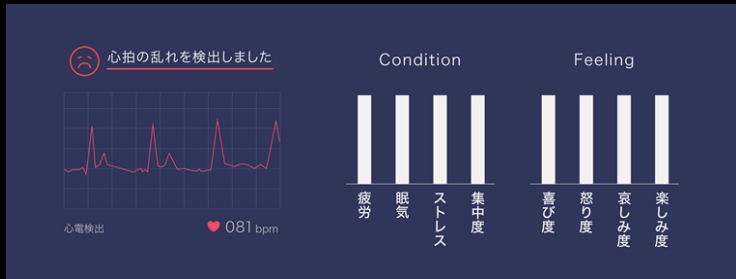 心拍の乱れを検出しました
心電検出
081 bpm
Condition
疲労
眠気
ストレス
集中度
Feeling
喜び度
怒り度
哀しみ度
楽しみ度